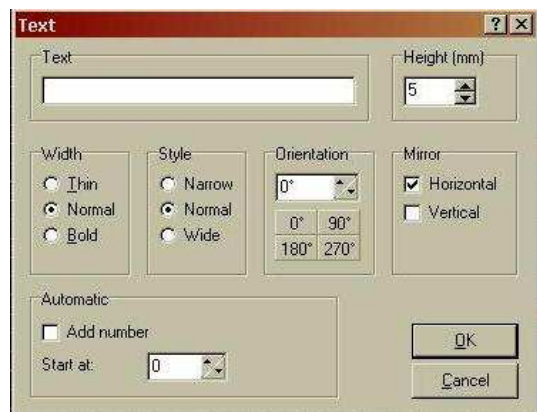 Text
Text
Height (mm)
5
Width
Thin
Normal
Bold
Style
Narrow
Normal
Wide
Orientation
0°
0° 90°
180° 270°
Mirror
Horizontal
Vertical
Automatic
Add number
Start at: 0
OK
Cancel